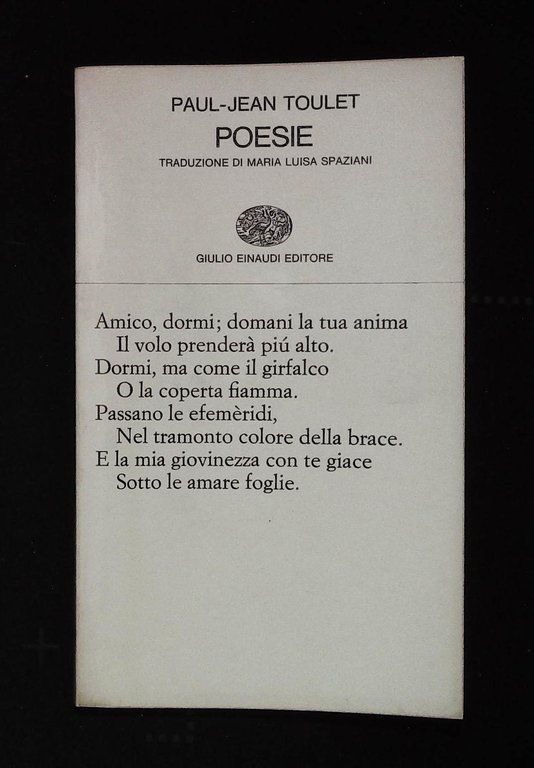 PAUL-JEAN TOULET
POESIE
TRADUZIONE DI MARIA LUISA SPAZIANI
GIULIO EINAUDI EDITORE
Amico, dormi; domani la tua anima
Il volo prenderà piú alto.
Dormi, ma come il girfalco
O la coperta fiamma.
Passano le efemèridi,
Nel tramonto colore della brace.
E la mia giovinezza con te giace
Sotto le amare foglie.